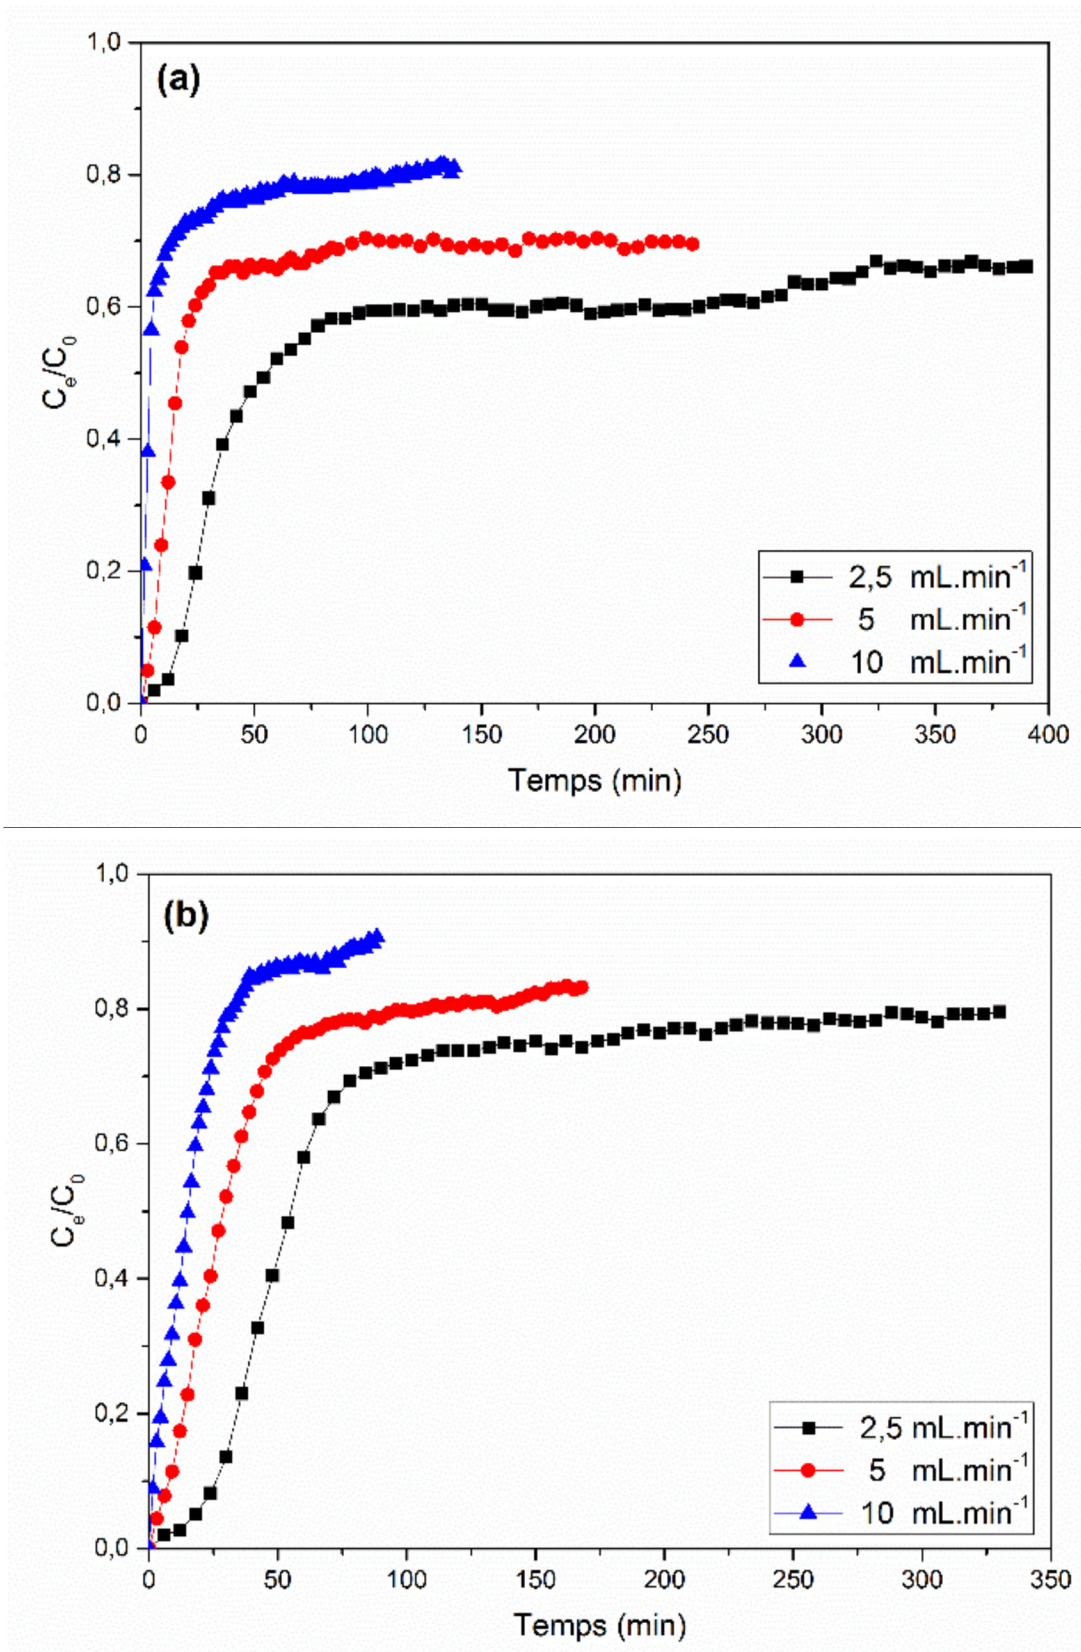 (a)
1,0
0,8
0,6
0,4
0,2
0,0
Ce/C0
2,5 mL.min-1
5 mL.min-1
10 mL.min-1
0 50 100 150 200 250 300 350 400
Temps (min)
(b)
1,0
0,8
0,6
0,4
0,2
0,0
Ce/C0
2,5 mL.min-1
5 mL.min-1
10 mL.min-1
0 50 100 150 200 250 300 350
Temps (min)